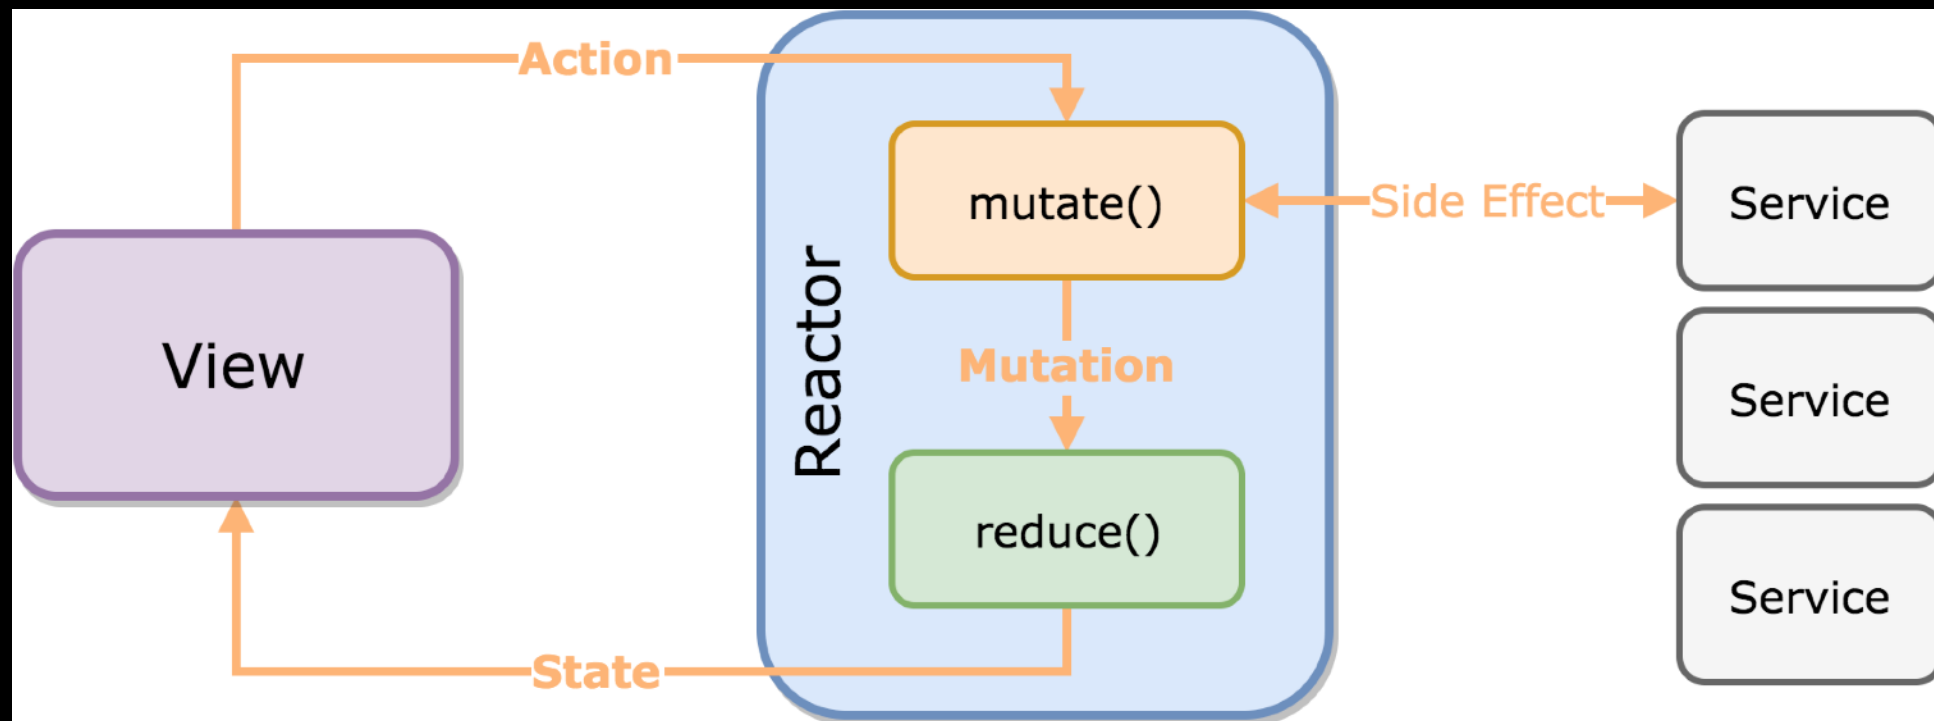 Action
mutate()
Side Effect
Service
View
Reactor
Mutation
Service
reduce()
Service
State